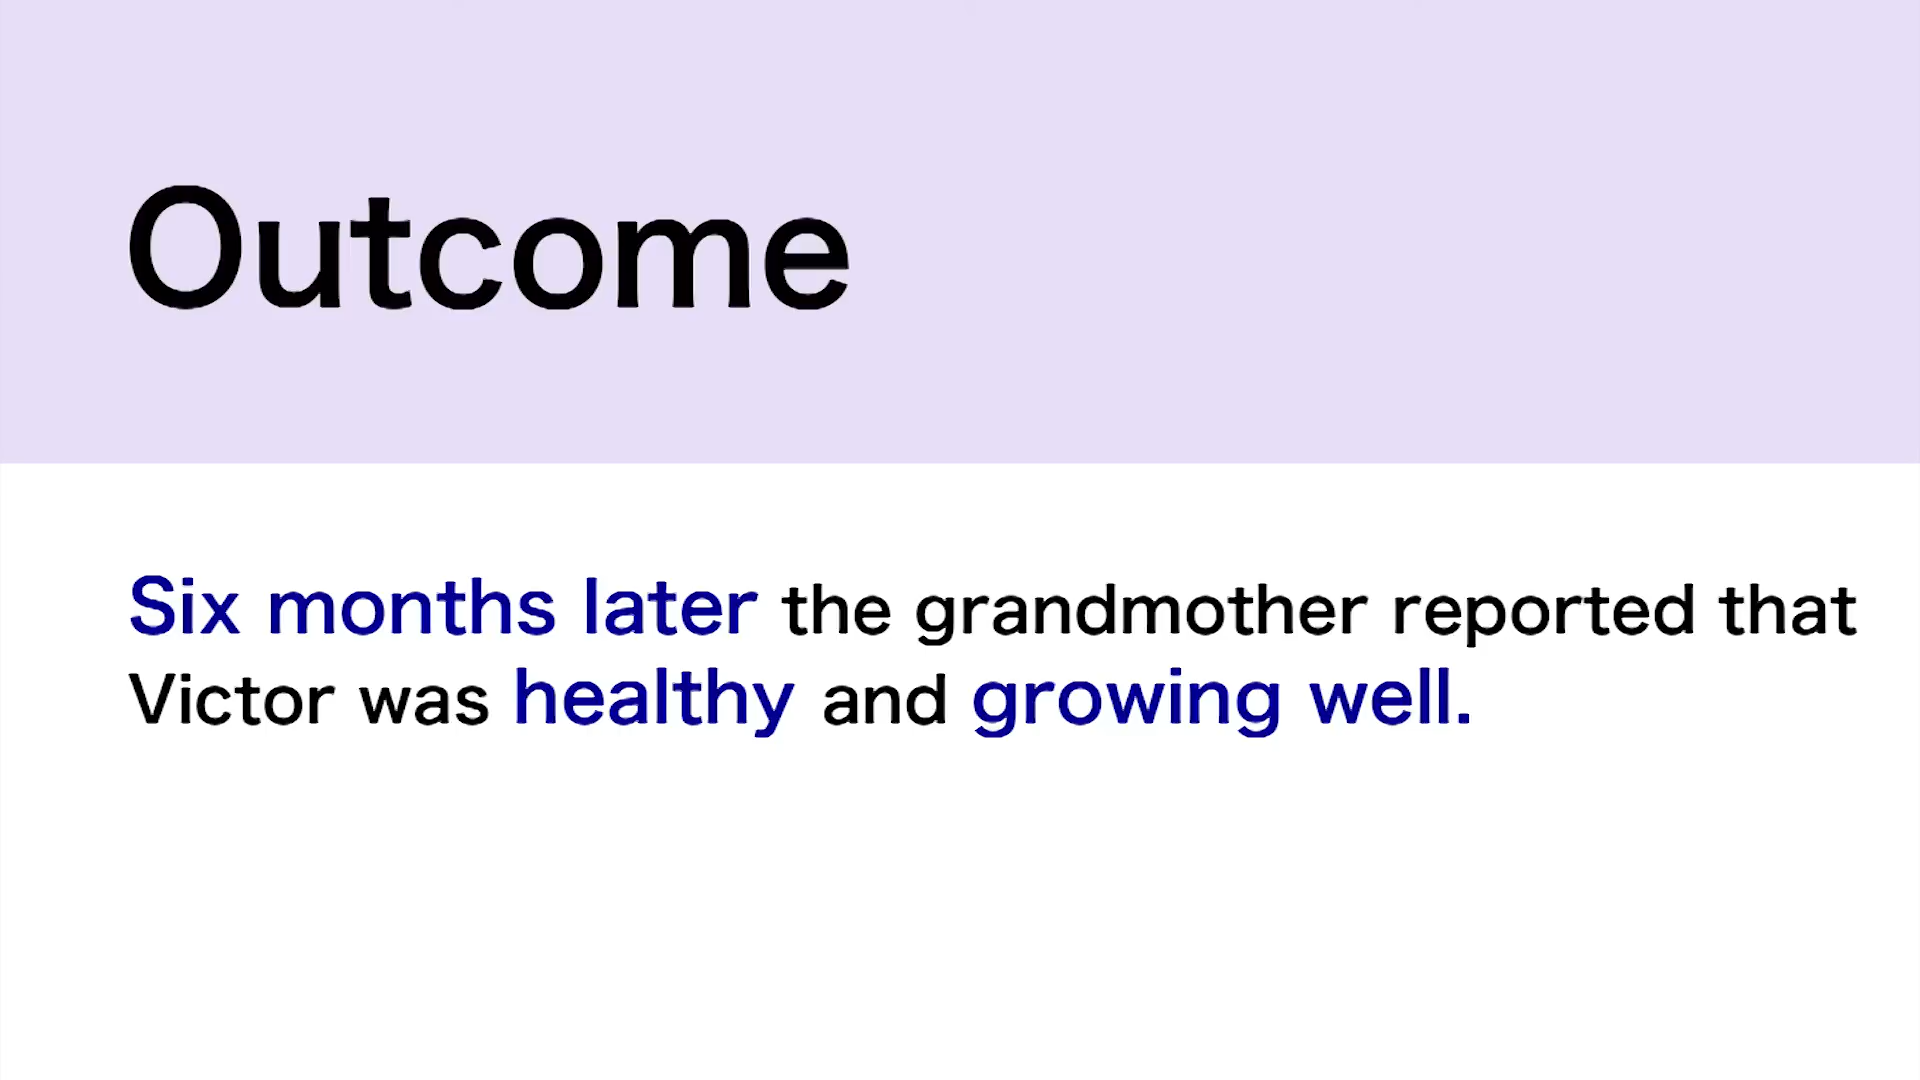 Outcome
Six months later the grandmother reported that
Victor was healthy and growing well.